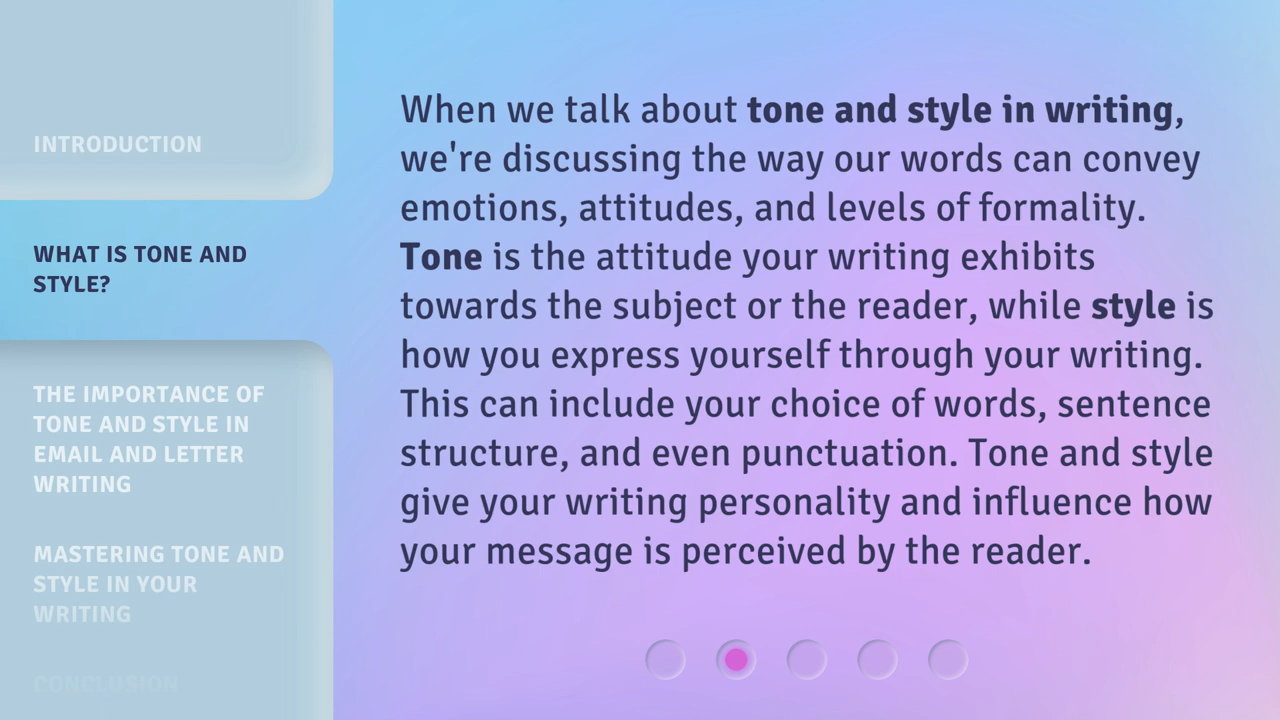 INTRODUCTION
WHAT IS TONE AND
STYLE?
THE IMPORTANCE OF
TONE AND STYLE IN
EMAIL AND LETTER
WRITING
MASTERING TONE AND
STYLE IN YOUR
WRITING
CONCLUSION
When we talk about tone and style in writing,
we're discussing the way our words can convey
emotions, attitudes, and levels of formality.
Tone is the attitude your writing exhibits
towards the subject or the reader, while style is
how you express yourself through your writing.
This can include your choice of words, sentence
structure, and even punctuation. Tone and style
give your writing personality and influence how
your message is perceived by the reader.